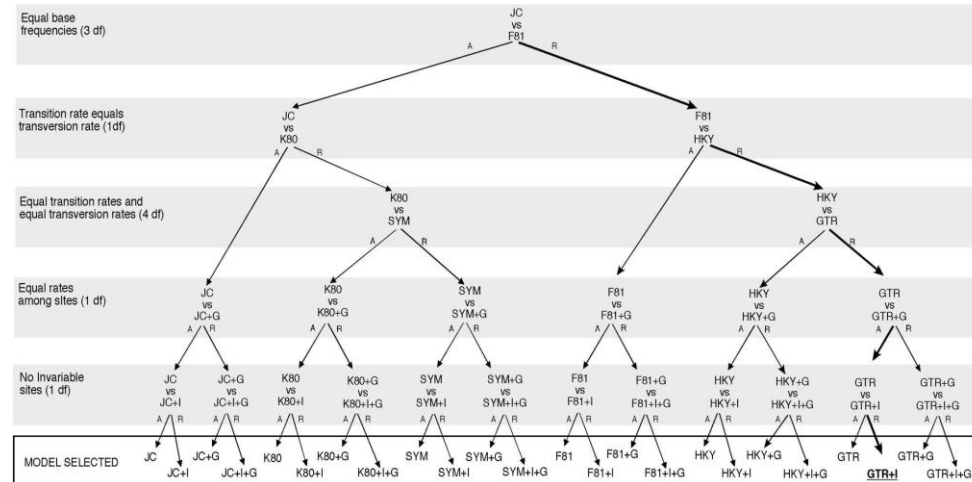 Equal base
frequencies (3 df)
JC
vs
F81
A R
Transition rate equals
transversion rate (1df)
JC
vs
K80
A R
F81
vs
HKY
A R
Equal transition rates and
equal transversion rates (4 df)
K80
vs
SYM
A R
HKY
vs
GTR
A R
Equal rates
among sites (1 df)
JC
vs
JC+G
A R
K80
vs
K80+G
A R
SYM
vs
SYM+G
A R
F81
vs
F81+G
A R
HKY
vs
HKY+G
A R
GTR
vs
GTR+G
A R
No Invariable
sites (1 df)
JC
vs
JC+I
A R
JC+G
vs
JC+I+G
A R
K80
vs
K80+I
A R
K80+G
vs
K80+I+G
A R
SYM
vs
SYM+I
A R
SYM+G
vs
SYM+I+G
A R
F81
vs
F81+I
A R
F81+G
vs
F81+I+G
A R
HKY
vs
HKY+I
A R
HKY+G
vs
HKY+I+G
A R
GTR
vs
GTR+I
A R
GTR+G
vs
GTR+I+G
A R
MODEL SELECTED
JC JC+G K80 K80+G SYM SYM+G F81 F81+G HKY HKY+G GTR GTR+G
JC+I JC+I+G K80+I K80+I+G SYM+I SYM+I+G F81+I F81+I+G HKY+I HKY+I+G GTR+I GTR+I+G